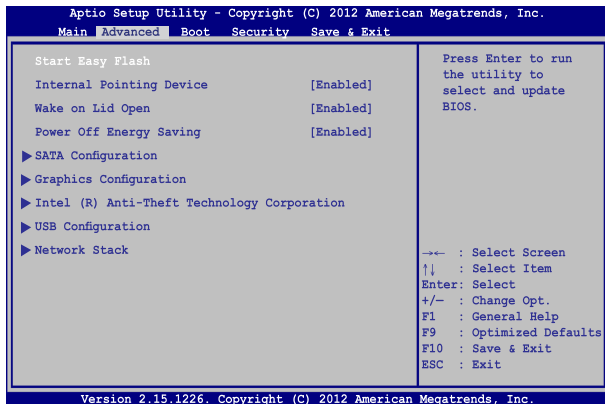 Aptio Setup Utility - Copyright (C) 2012 American Megatrends, Inc.
Main Advanced Boot Security Save & Exit
Start Easy Flash
Internal Pointing Device [Enabled]
Wake on Lid Open [Enabled]
Power Off Energy Saving [Enabled]
▶ SATA Configuration
▶ Graphics Configuration
▶ Intel (R) Anti-Theft Technology Corporation
▶ USB Configuration
▶ Network Stack
Press Enter to run
the utility to
select and update
BIOS.
→← : Select Screen
↑↓ : Select Item
Enter: Select
+/— : Change Opt.
F1 : General Help
F9 : Optimized Defaults
F10 : Save & Exit
ESC : Exit
Version 2.15.1226. Copyright (C) 2012 American Megatrends, Inc.